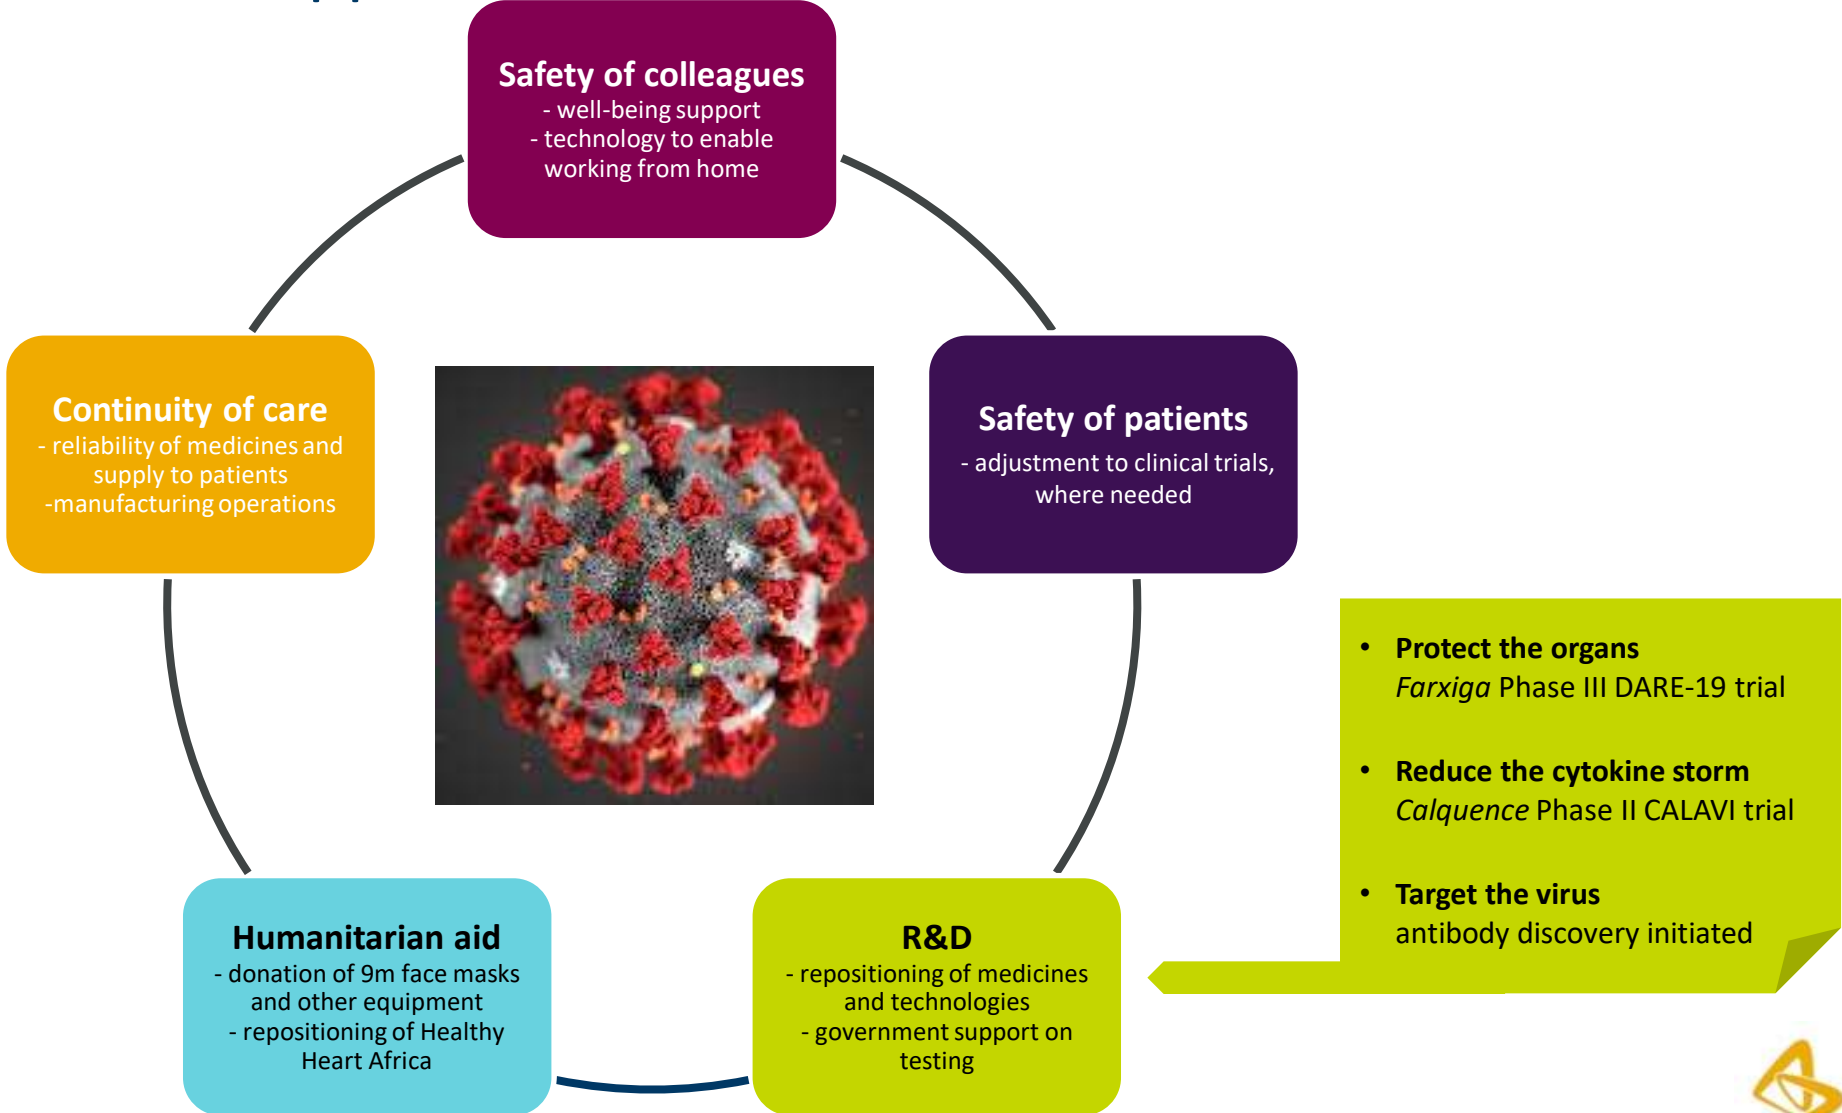 Safety of colleagues
- well-being support
- technology to enable
working from home
Continuity of care
- reliability of medicines and
supply to patients
-manufacturing operations
Safety of patients
- adjustment to clinical trials,
where needed
• Protect the organs
Farxiga Phase III DARE-19 trial
• Reduce the cytokine storm
Calquence Phase II CALAVI trial
• Target the virus
antibody discovery initiated
Humanitarian aid
- donation of 9m face masks
and other equipment
- repositioning of Healthy
Heart Africa
R&D
- repositioning of medicines
and technologies
- government support on
testing